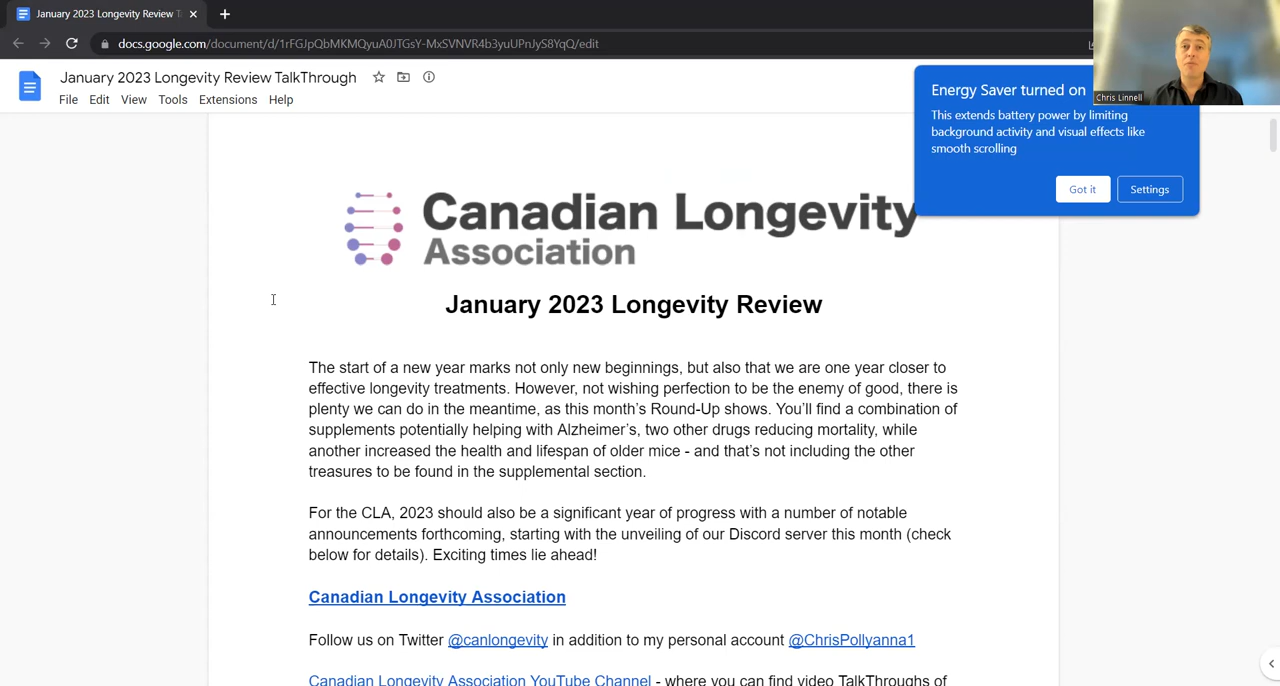 January 2023 Longevity Review T
docs.google.com/document/d/1rFGJpQbMKMQyuA0JTGsY-MxSVNVR4b3yuUPnJyS8YqQ/edit
January 2023 Longevity Review TalkThrough
File Edit View Tools Extensions Help
Energy Saver turned on
This extends battery power by limiting
background activity and visual effects like
smooth scrolling
Got it Settings
Chris Linnell
Canadian Longevity
Association
January 2023 Longevity Review
The start of a new year marks not only new beginnings, but also that we are one year closer to
effective longevity treatments. However, not wishing perfection to be the enemy of good, there is
plenty we can do in the meantime, as this month's Round-Up shows. You'll find a combination of
supplements potentially helping with Alzheimer's, two other drugs reducing mortality, while
another increased the health and lifespan of older mice - and that's not including the other
treasures to be found in the supplemental section.
For the CLA, 2023 should also be a significant year of progress with a number of notable
announcements forthcoming, starting with the unveiling of our Discord server this month (check
below for details). Exciting times lie ahead!
Canadian Longevity Association
Follow us on Twitter @canlongevity in addition to my personal account @ChrisPollyanna1
Canadian Longevity Association YouTube Channel - where you can find video TalkThroughs of